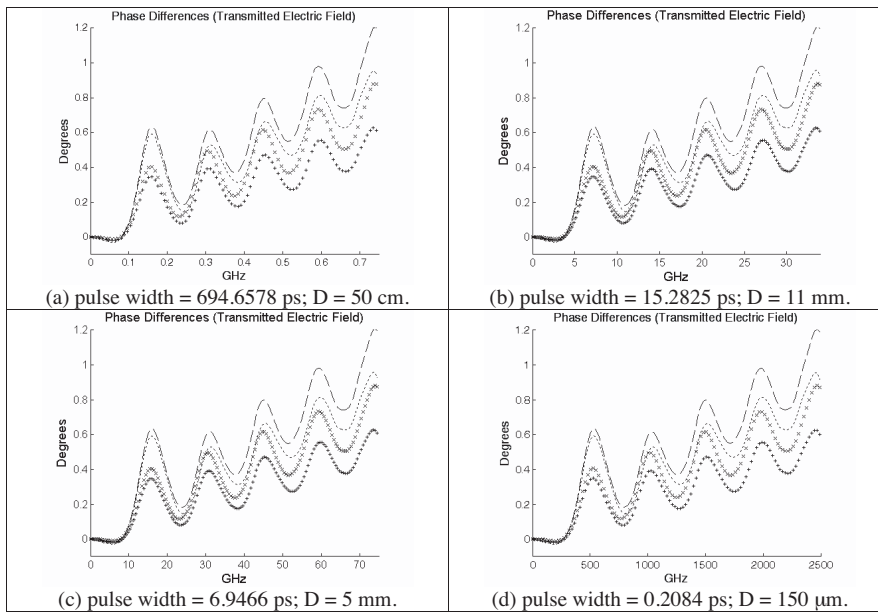 Phase Differences (Transmitted Electric Field)
1.2
1
0.8
0.6
0.4
0.2
0
Degrees
0 0.1 0.2 0.3 0.4 0.5 0.6 0.7
GHz
(a) pulse width = 694.6578 ps; D = 50 cm.
Phase Differences (Transmitted Electric Field)
1.2
1
0.8
0.6
0.4
0.2
0
Degrees
0 5 10 15 20 25 30
GHz
(b) pulse width = 15.2825 ps; D = 11 mm.
Phase Differences (Transmitted Electric Field)
1.2
1
0.8
0.6
0.4
0.2
0
Degrees
0 10 20 30 40 50 60 70
GHz
(c) pulse width = 6.9466 ps; D = 5 mm.
Phase Differences (Transmitted Electric Field)
1.2
1
0.8
0.6
0.4
0.2
0
Degrees
0 500 1000 1500 2000 2500
GHz
(d) pulse width = 0.2084 ps; D = 150 μm.